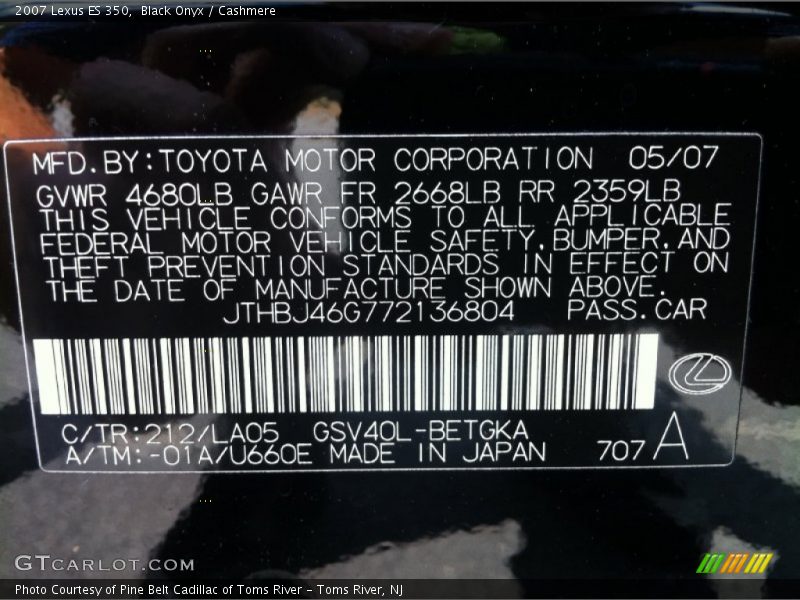 2007 Lexus ES 350, Black Onyx / Cashmere
MFD.BY:TOYOTA MOTOR CORPORATION 05/07
GVWR 4680LB GAWR FR 2668LB RR 2359LB
THIS VEHICLE CONFORMS TO ALL APPLICABLE
FEDERAL MOTOR VEHICLE SAFETY,BUMPER,AND
THEFT PREVENTION STANDARDS IN EFFECT ON
THE DATE OF MANUFACTURE SHOWN ABOVE.
JTHBJ46G772136804 PASS.CAR
C/TR:212/LA05 GSV40L-BETGKA
A/TM:-01A/U660E MADE IN JAPAN 707 A
GTCARLOT.COM
Photo Courtesy of Pine Belt Cadillac of Toms River – Toms River, NJ